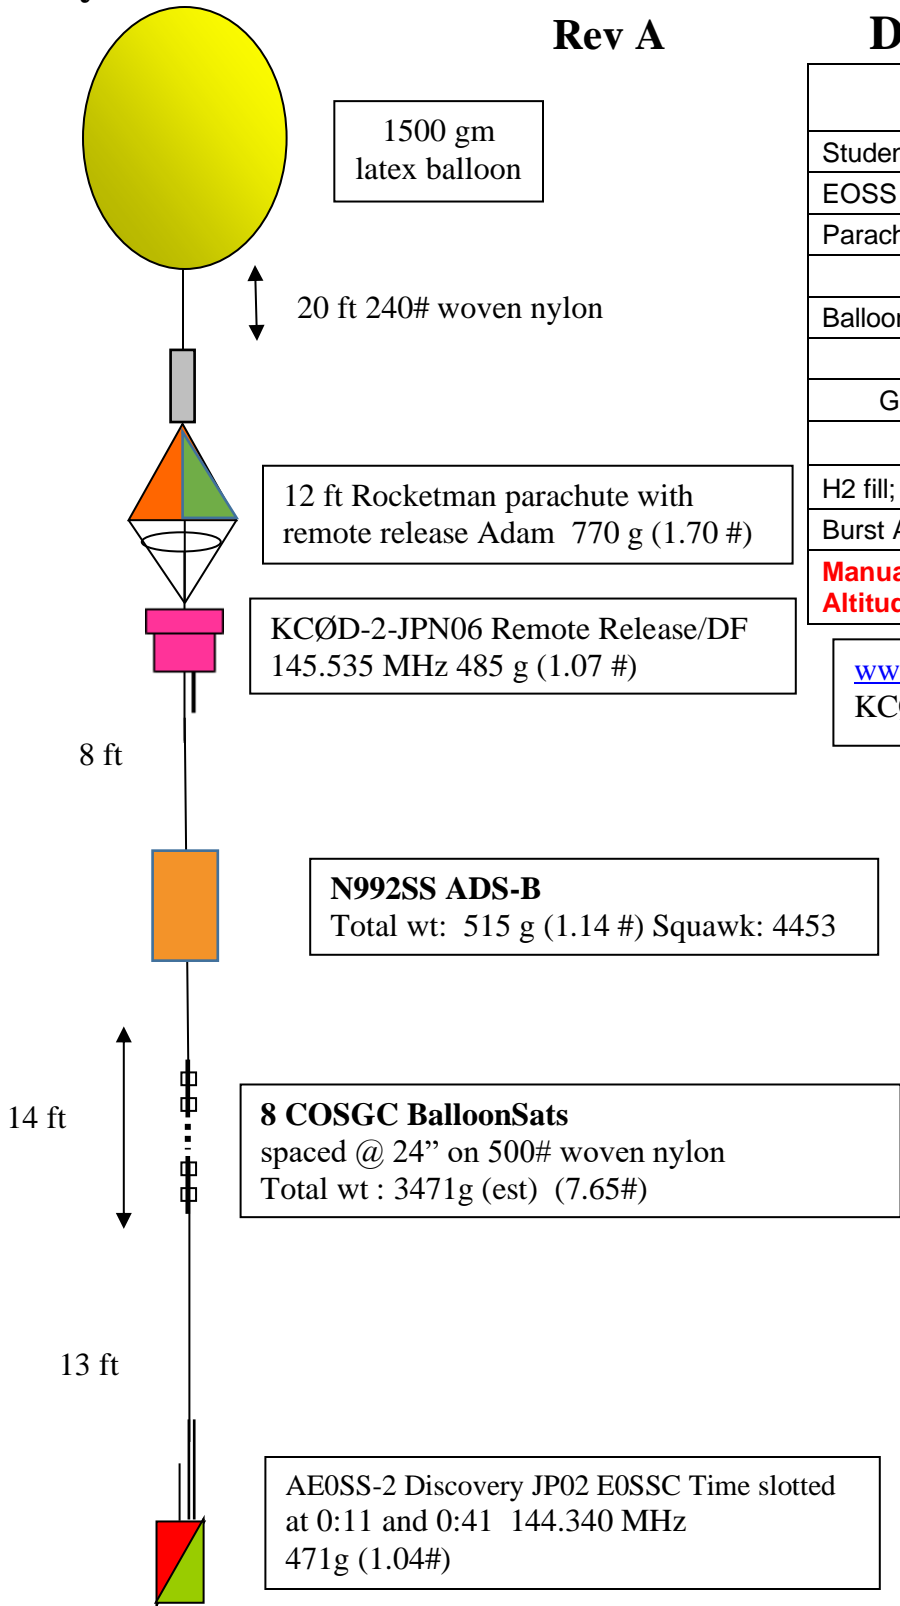 Rev A
1500 gm
latex balloon
20 ft 240# woven nylon
12 ft Rocketman parachute with
remote release Adam  770 g (1.70 #)
KCØD-2-JPN06 Remote Release/DF
145.535 MHz 485 g (1.07 #)
8 ft
N992SS ADS-B
Total wt:  515 g (1.14 #) Squawk: 4453
14 ft
8 COSGC BalloonSats
spaced @ 24” on 500# woven nylon
Total wt : 3471g (est)  (7.65#)
13 ft
AE0SS-2 Discovery JP02 E0SSC Time slotted
at 0:11 and 0:41  144.340 MHz
471g (1.04#)
D
EOSS
G
H2 fill;
Burst